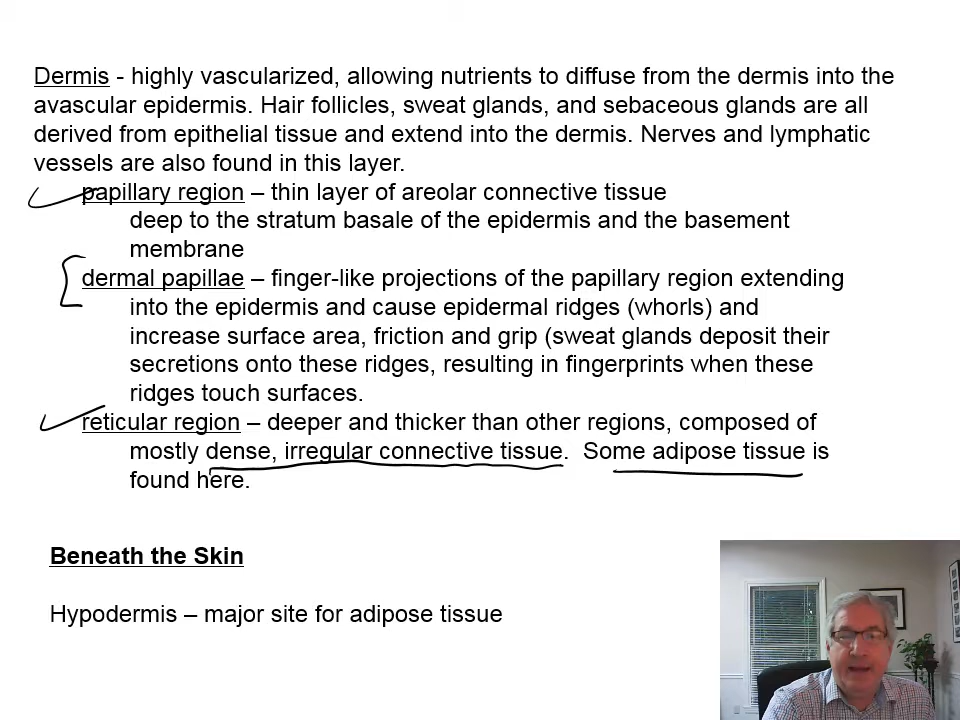 Dermis - highly vascularized, allowing nutrients to diffuse from the dermis into the
avascular epidermis. Hair follicles, sweat glands, and sebaceous glands are all
derived from epithelial tissue and extend into the dermis. Nerves and lymphatic
vessels are also found in this layer.
papillary region – thin layer of areolar connective tissue
deep to the stratum basale of the epidermis and the basement
membrane
dermal papillae – finger-like projections of the papillary region extending
into the epidermis and cause epidermal ridges (whorls) and
increase surface area, friction and grip (sweat glands deposit their
secretions onto these ridges, resulting in fingerprints when these
ridges touch surfaces.
reticular region – deeper and thicker than other regions, composed of
mostly dense, irregular connective tissue.  Some adipose tissue is
found here.
Beneath the Skin
Hypodermis – major site for adipose tissue